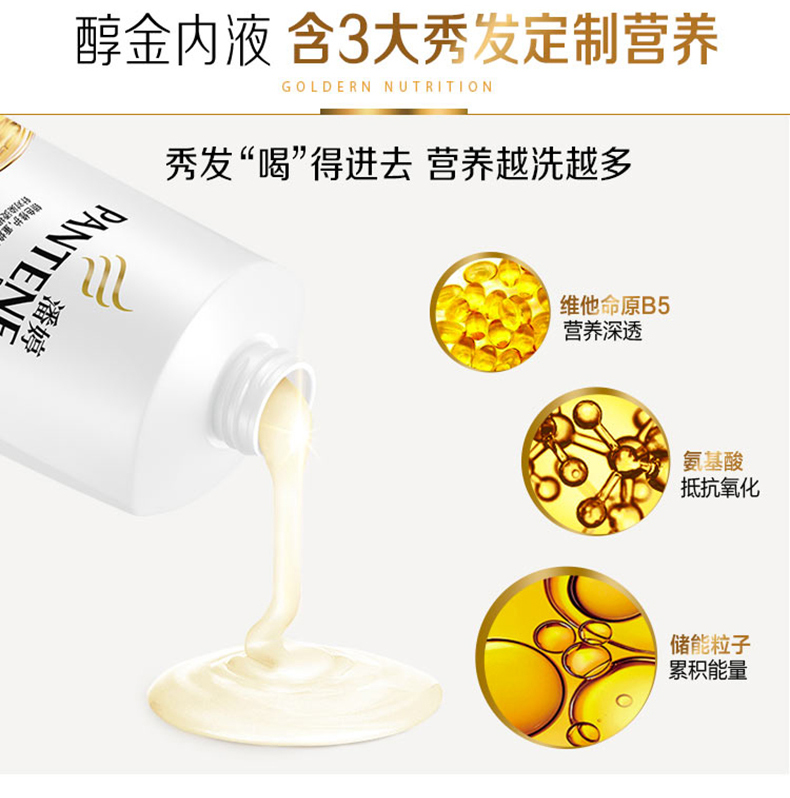 醇金内液 含3大秀发定制营养
GOLDERN NUTRITION
秀发“喝”得进去 营养越洗越多
PANTENE
潘婷
维他命原B5
营养深透
氨基酸
抵抗氧化
储能粒子
累积能量